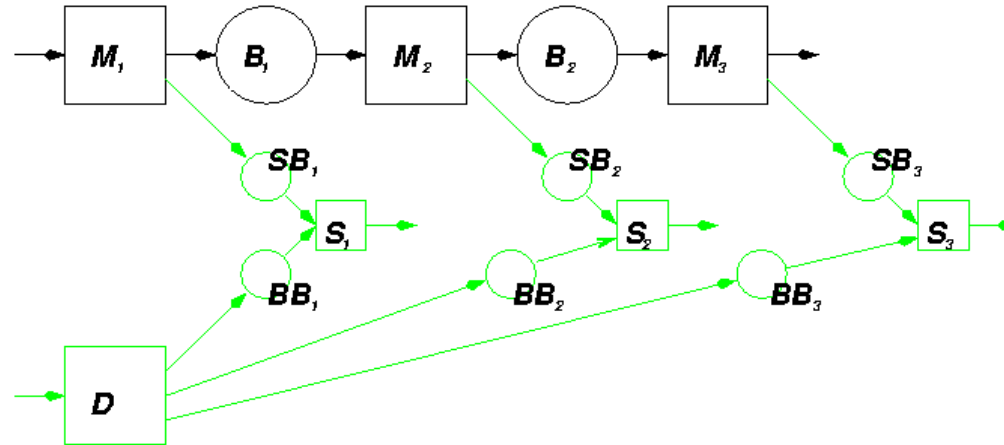 M₁ B₁ M₂ B₂ M₃
SB₁ SB₂ SB₃
S₁ S₂ S₃
BB₁ BB₂ BB₃
D